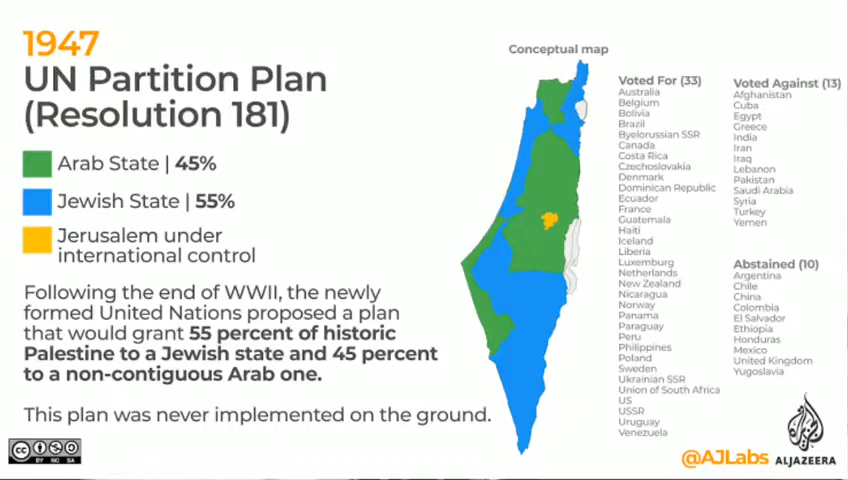 1947
UN Partition Plan
(Resolution 181)
Arab State | 45%
Jewish State | 55%
Jerusalem under
international control
Following the end of WWII, the newly
formed United Nations proposed a plan
that would grant 55 percent of historic
Palestine to a Jewish state and 45 percent
to a non-contiguous Arab one.
This plan was never implemented on the ground.
cc
BY NC SA
Conceptual map
Voted For (33)
Australia
Belgium
Bolivia
Brazil
Byelorussian SSR
Canada
Costa Rica
Czechoslovakia
Denmark
Dominican Republic
Ecuador
France
Guatemala
Haiti
Iceland
Liberia
Luxemburg
Netherlands
New Zealand
Nicaragua
Norway
Panama
Paraguay
Peru
Philippines
Poland
Sweden
Ukrainian SSR
Union of South Africa
US
USSR
Uruguay
Venezuela
Voted Against (13)
Afghanistan
Cuba
Egypt
Greece
India
Iran
Iraq
Lebanon
Pakistan
Saudi Arabia
Syria
Turkey
Yemen
Abstained (10)
Argentina
Chile
China
Colombia
El Salvador
Ethiopia
Honduras
Mexico
United Kingdom
Yugoslavia
@AJLabs
ALJAZEERA